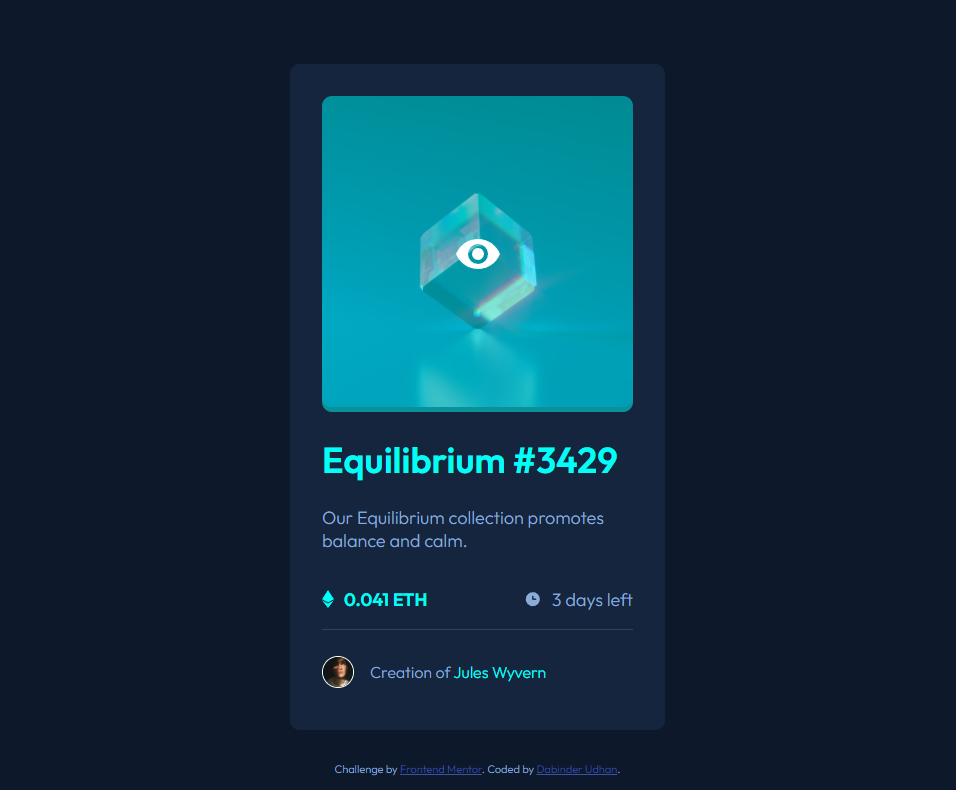 Equilibrium #3429
Our Equilibrium collection promotes
balance and calm.
0.041 ETH
3 days left
Creation of Jules Wyvern
Challenge by Frontend Mentor. Coded by Dabinder Udhan.